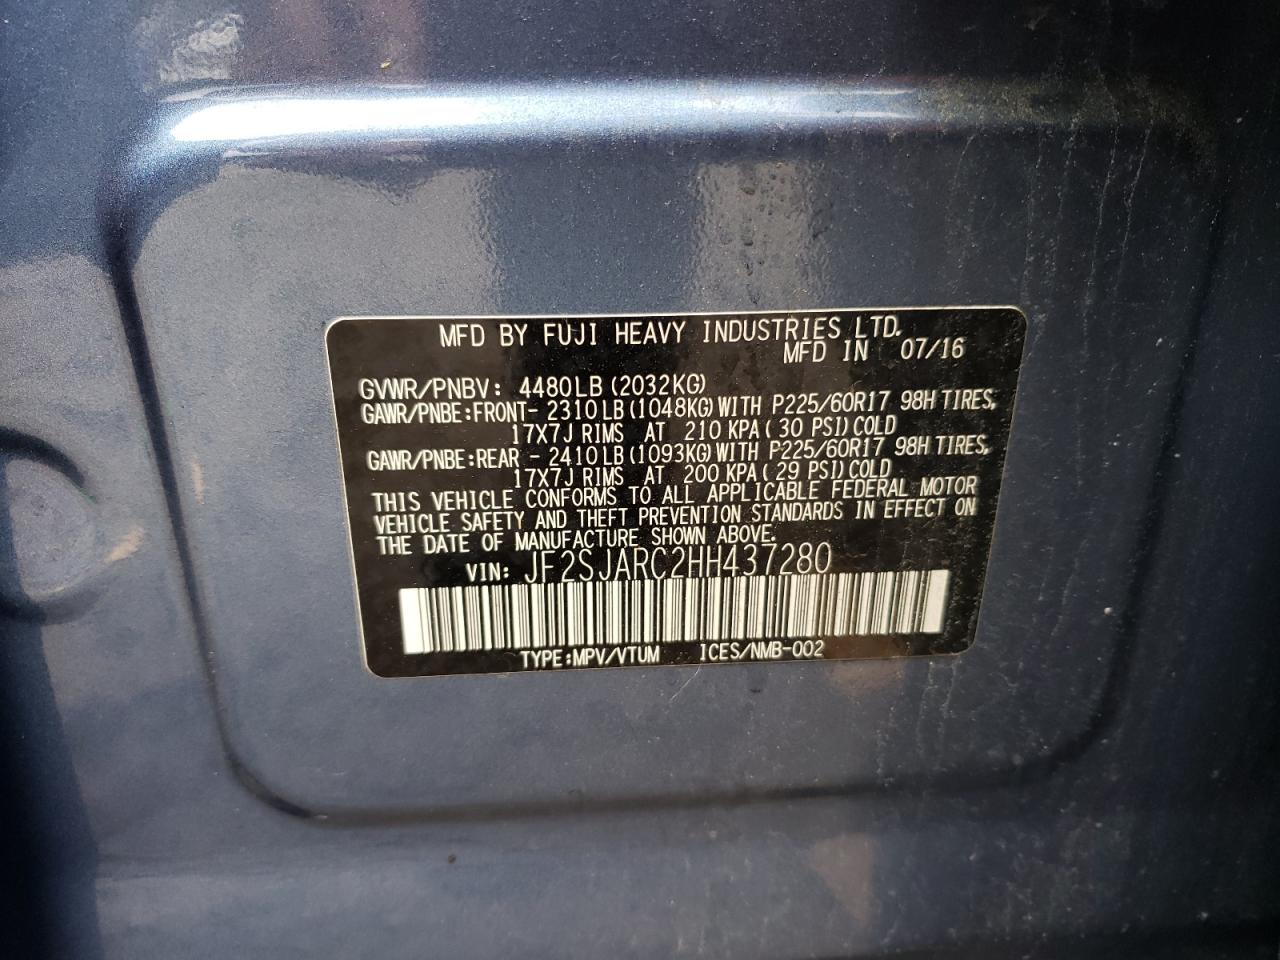 MFD BY FUJI HEAVY INDUSTRIES LTD.
MFD IN 07/16
GVWR/PNBV: 4480LB (2032KG)
GAWR/PNBE:FRONT- 2310LB (1048KG) WITH P225/60R17 98H TIRES,
17X7J RIMS AT 210 KPA ( 30 PSI) COLD
GAWR/PNBE:REAR - 2410LB (1093KG) WITH P225/60R17 98H TIRES,
17X7J RIMS AT 200 KPA ( 29 PSI) COLD
THIS VEHICLE CONFORMS TO ALL APPLICABLE FEDERAL MOTOR
VEHICLE SAFETY AND THEFT PREVENTION STANDARDS IN EFFECT ON
THE DATE OF MANUFACTURE SHOWN ABOVE.
VIN: JF2SJARC2HH437280
TYPE:MPV/VTUM ICES/NMB-002